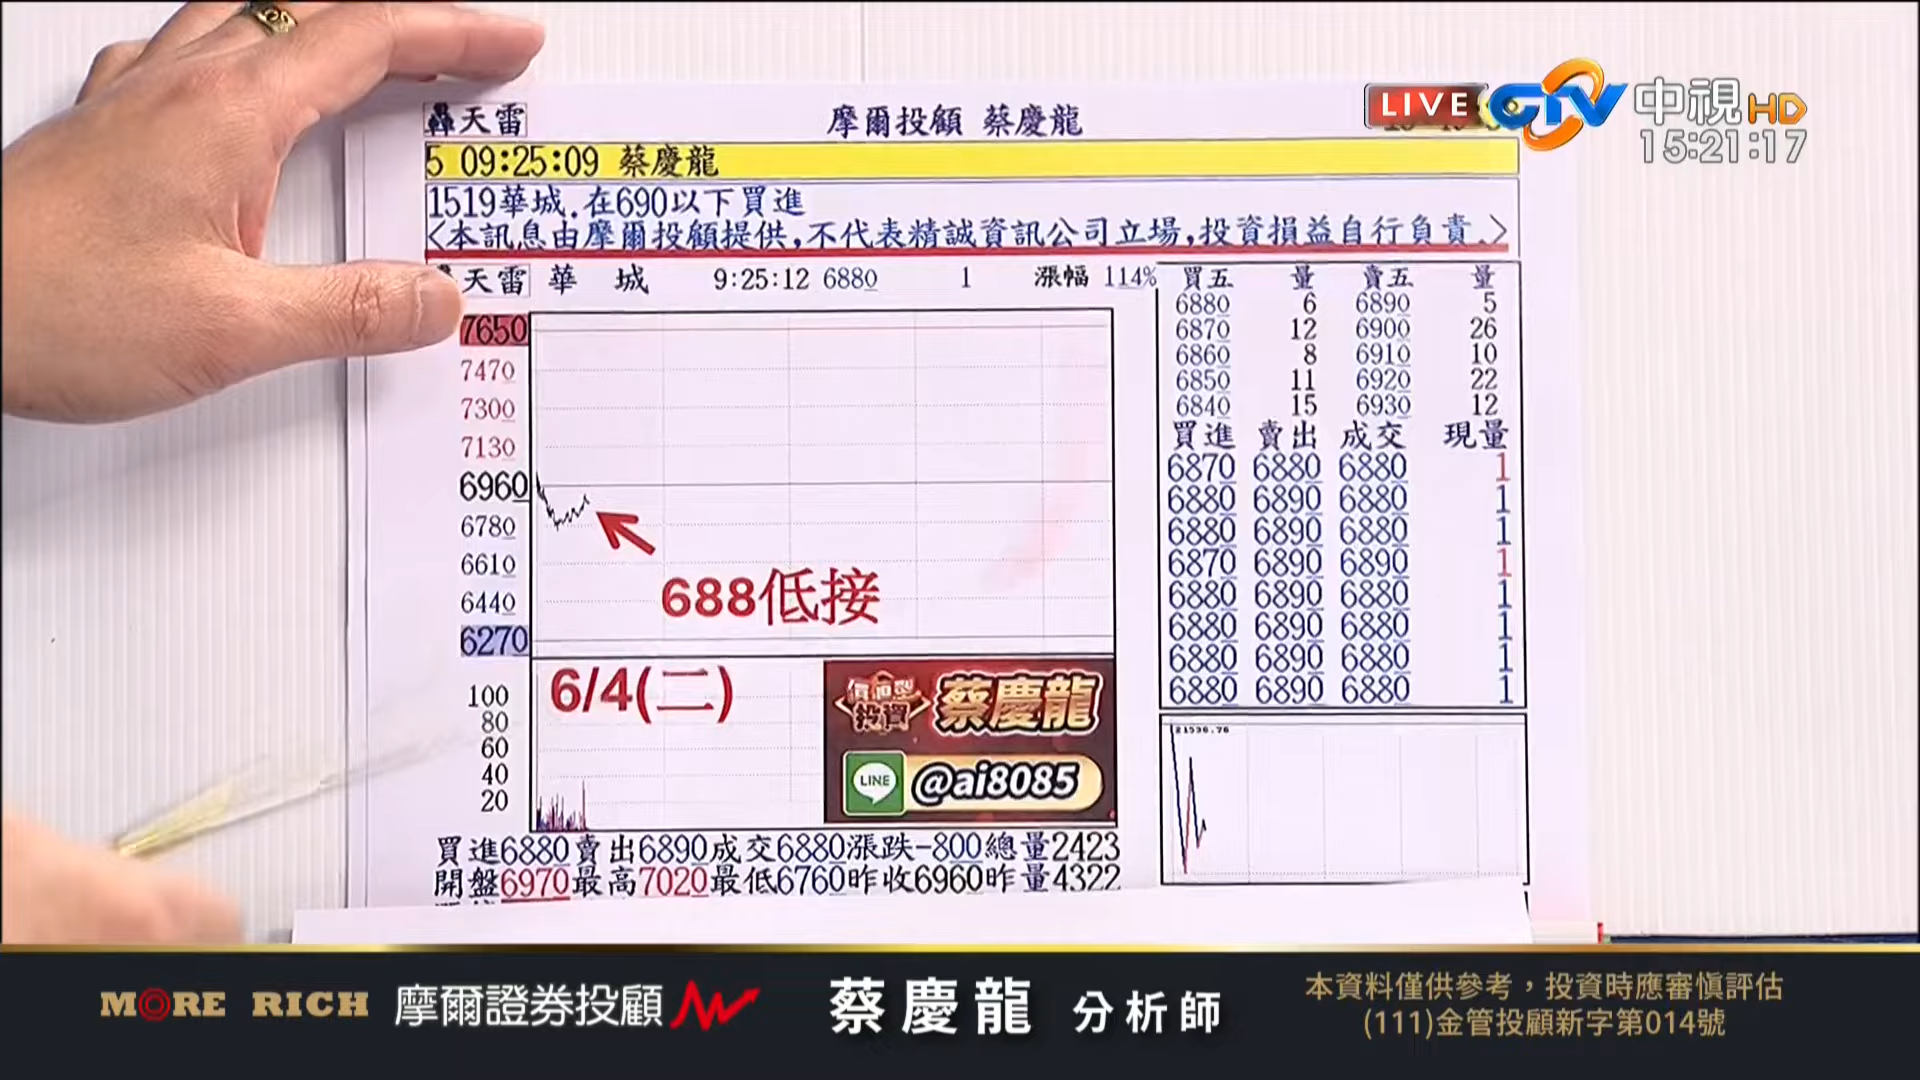 LIVE CTV 中視HD
15:21:17
轟天雷 摩爾投顧 蔡慶龍
5 09:25:09 蔡慶龍
1519華城.在690以下買進
<本訊息由摩爾投顧提供,不代表精誠資訊公司立場,投資損益自行負責.>
天雷 華 城 9:25:12 6880 1 漲幅 114%
買五 量 賣五 量
6880 6 6890 5
6870 12 6900 26
6860 8 6910 10
6850 11 6920 22
6840 15 6930 12
買進 賣出 成交 現量
6870 6880 6880 1
6880 6890 6880 1
6880 6890 6880 1
6870 6890 6890 1
6880 6890 6880 1
6880 6890 6880 1
6880 6890 6880 1
6880 6890 6880 1
7650
7470
7300
7130
6960
6780
6610
6440
6270
688低接
100
80
60
40
20
6/4(二)
投資 蔡慶龍
LINE @ai8085
21536.76
買進6880賣出6890成交6880漲跌-800總量2423
開盤6970最高7020最低6760昨收6960昨量4322
MORE RICH 摩爾證券投顧
蔡慶龍 分析師
本資料僅供參考，投資時應審慎評估
(111)金管投顧新字第014號